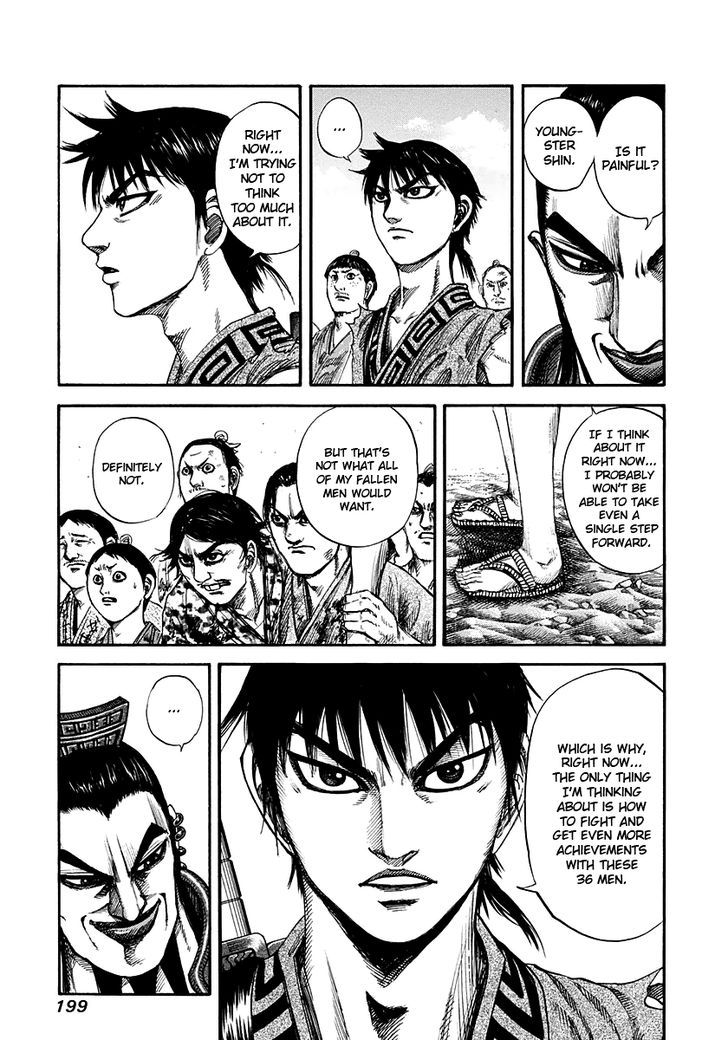 YOUNG-
STER
SHIN.
IS IT
PAINFUL?
...
RIGHT
NOW...
I'M TRYING
NOT TO
THINK
TOO MUCH
ABOUT IT.
IF I THINK
ABOUT IT
RIGHT NOW...
I PROBABLY
WON'T BE
ABLE TO TAKE
EVEN A
SINGLE STEP
FORWARD.
BUT THAT'S
NOT WHAT ALL
OF MY FALLEN
MEN WOULD
WANT.
DEFINITELY
NOT.
WHICH IS WHY,
RIGHT NOW...
THE ONLY THING
I'M THINKING
ABOUT IS HOW
TO FIGHT AND
GET EVEN MORE
ACHIEVEMENTS
WITH THESE
36 MEN.
...
199